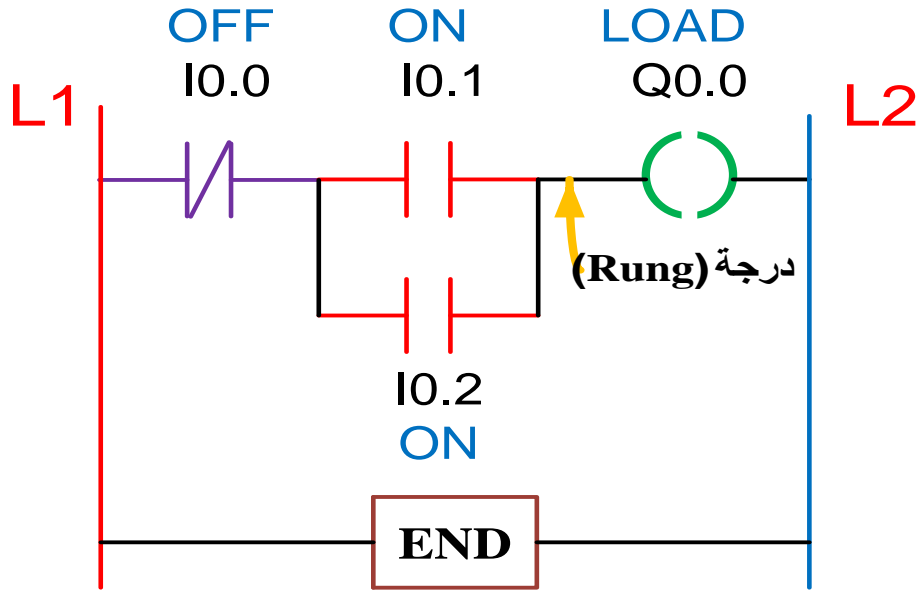 OFF ON LOAD
I0.0 I0.1 Q0.0
L1 L2
درجة (Rung)
I0.2
ON
END